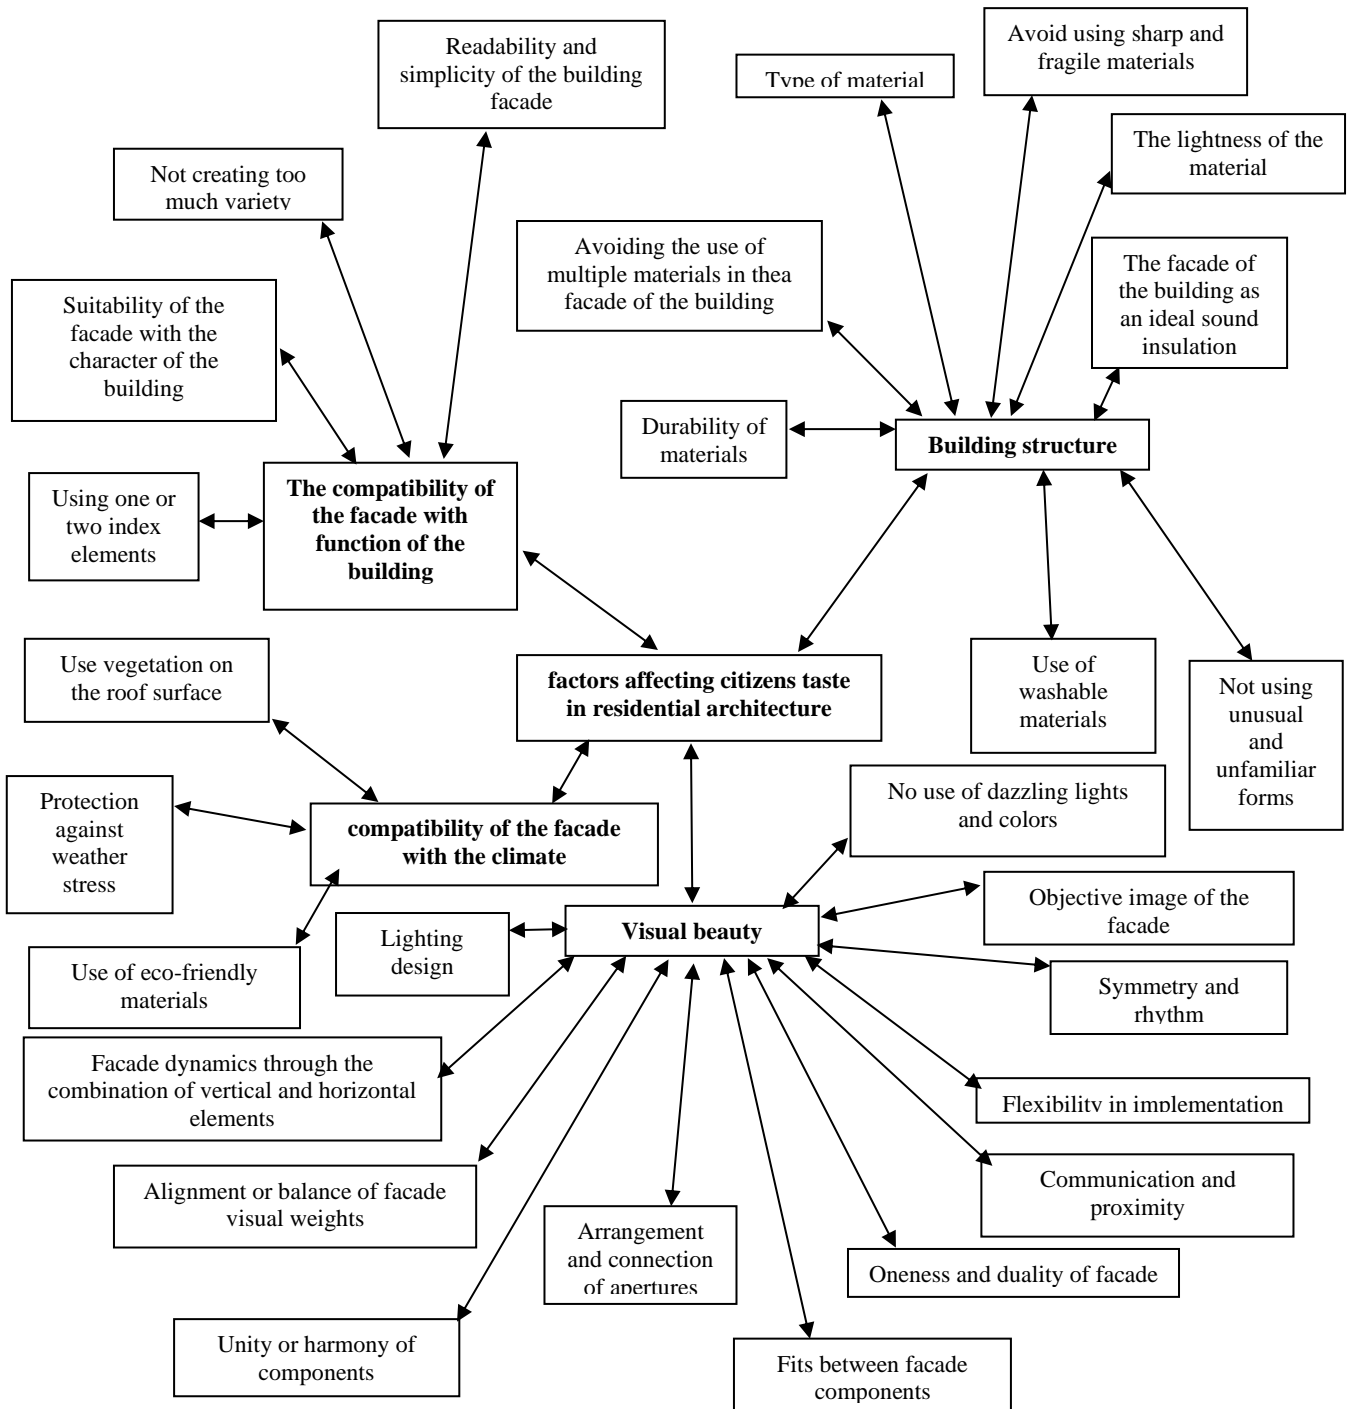 Readability and
simplicity of the building
facade
Type of material
Avoid using sharp and
fragile materials
The lightness of the
material
Not creating too
much variety
Avoiding the use of
multiple materials in thea
facade of the building
The facade of
the building as
an ideal sound
insulation
Suitability of the
facade with the
character of the
building
Durability of
materials
Building structure
Using one or
two index
elements
The compatibility of
the facade with
function of the
building
Use vegetation on
the roof surface
factors affecting citizens taste
in residential architecture
Use of
washable
materials
Not using
unusual
and
unfamiliar
forms
Protection
against
weather
stress
compatibility of the facade
with the climate
No use of dazzling lights
and colors
Objective image of the
facade
Lighting
design
Visual beauty
Use of eco-friendly
materials
Symmetry and
rhythm
Facade dynamics through the
combination of vertical and horizontal
elements
Flexibility in implementation
Alignment or balance of facade
visual weights
Communication and
proximity
Arrangement
and connection
of apertures
Oneness and duality of facade
Unity or harmony of
components
Fits between facade
components